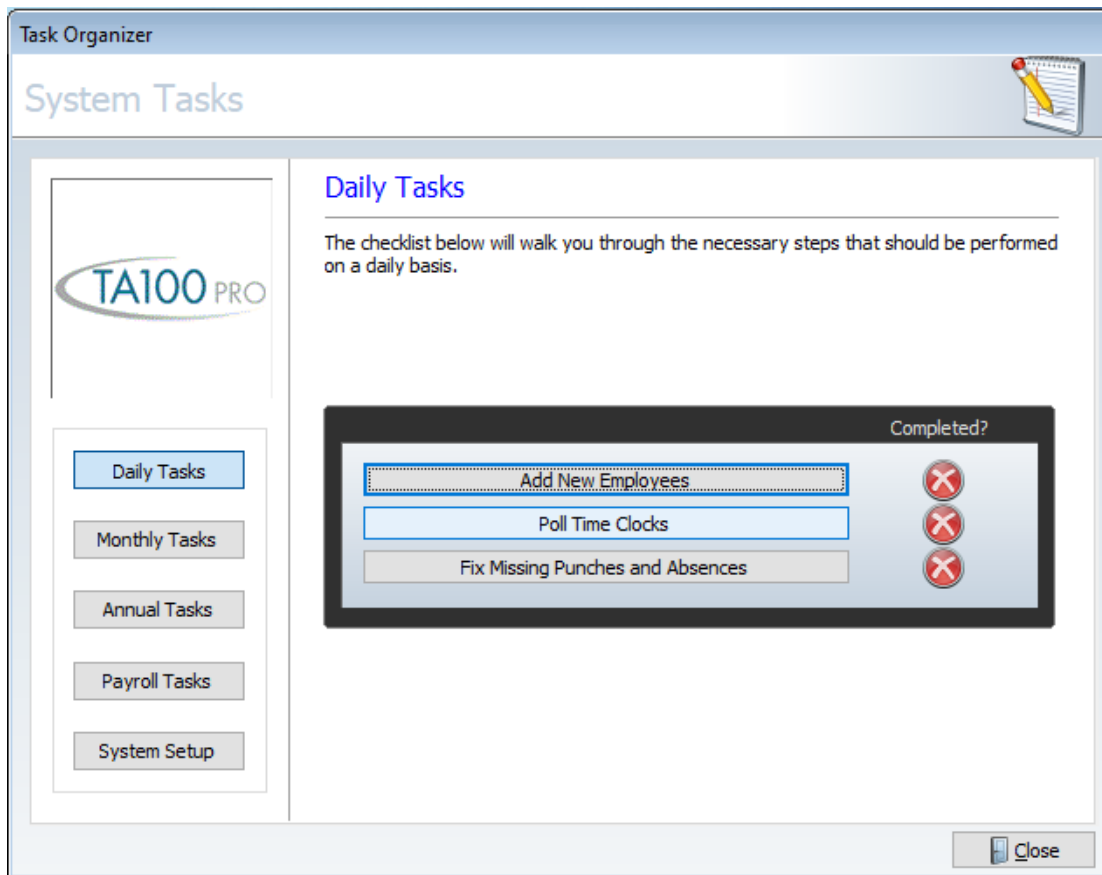 Task Organizer
System Tasks
TA100 PRO
Daily Tasks
Monthly Tasks
Annual Tasks
Payroll Tasks
System Setup
Daily Tasks
The checklist below will walk you through the necessary steps that should be performed
on a daily basis.
Completed?
Add New Employees
Poll Time Clocks
Fix Missing Punches and Absences
Close